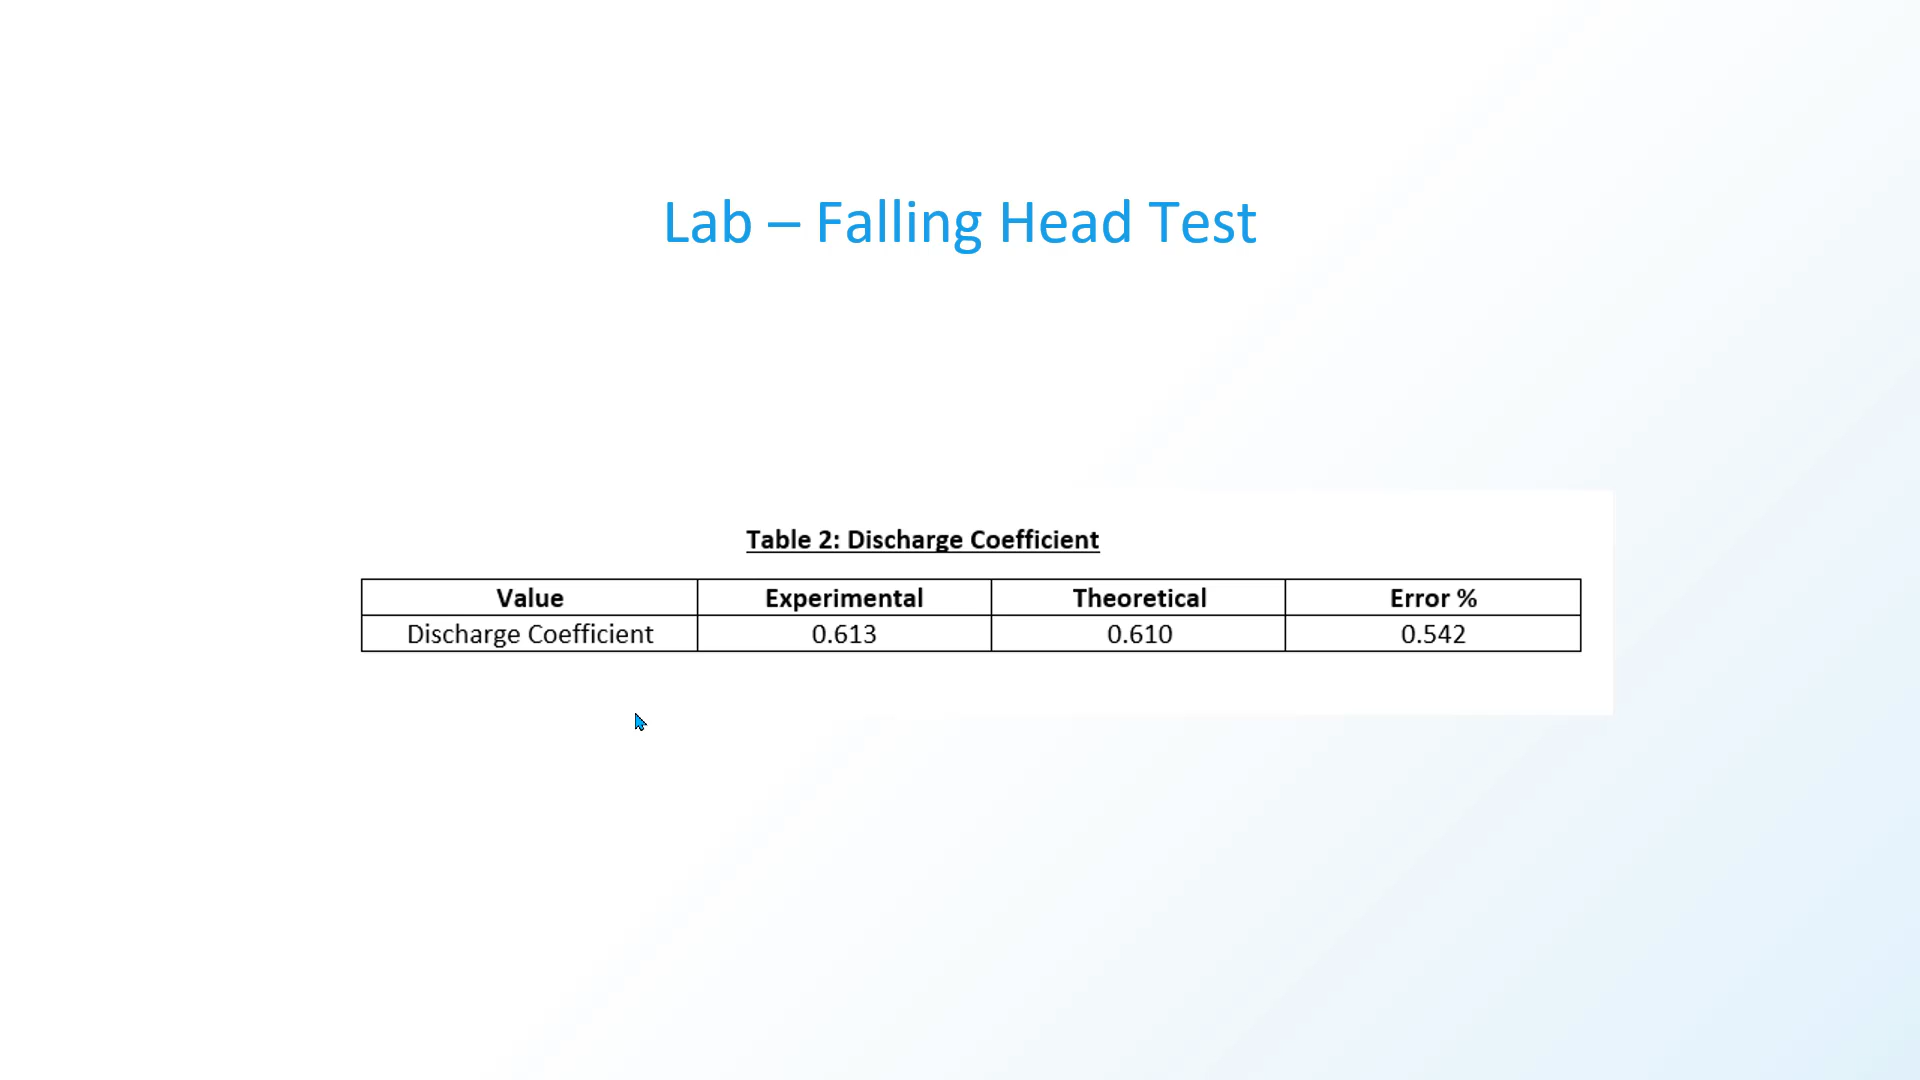 Lab – Falling Head Test
Table 2: Discharge Coefficient
Value Experimental Theoretical Error %
Discharge Coefficient 0.613 0.610 0.542